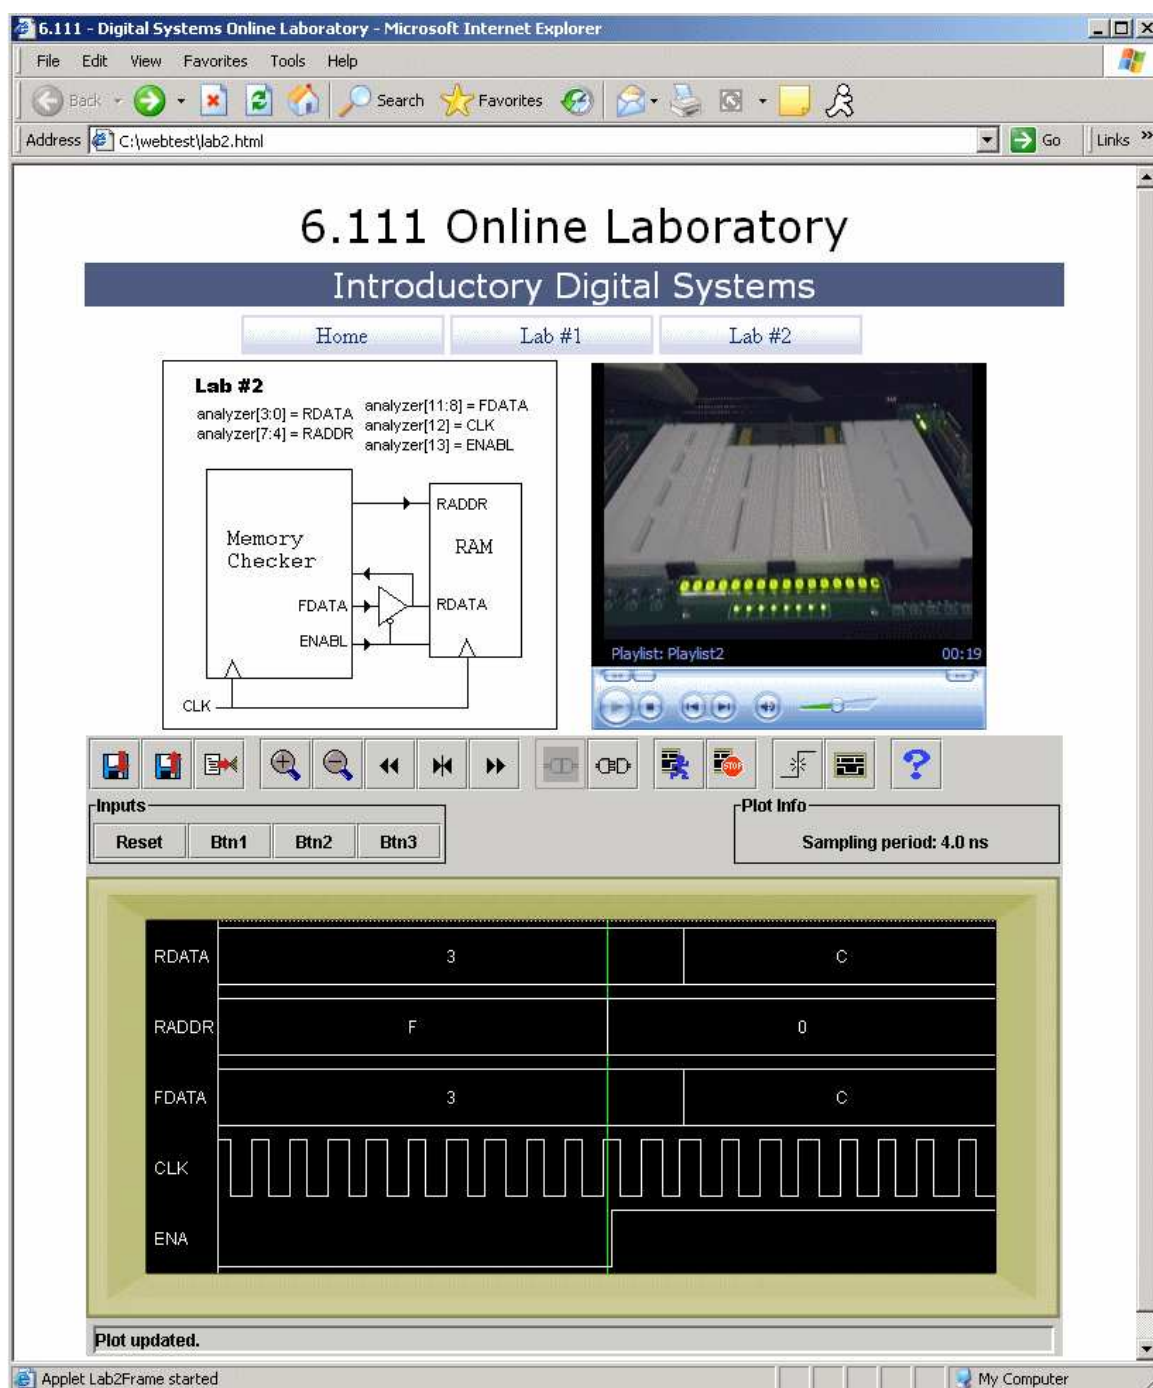 6.111 - Digital Systems Online Laboratory - Microsoft Internet Explorer
File Edit View Favorites Tools Help
Back Search Favorites
Address C:\webtest\lab2.html Go Links »
6.111 Online Laboratory
Introductory Digital Systems
Home Lab #1 Lab #2
Lab #2
analyzer[3:0] = RDATA
analyzer[7:4] = RADDR
analyzer[11:8] = FDATA
analyzer[12] = CLK
analyzer[13] = ENABL
RADDR
Memory
Checker
RAM
FDATA
RDATA
ENABL
CLK
Playlist: Playlist2 00:19
STOP
?
Inputs
Reset Btn1 Btn2 Btn3
Plot Info
Sampling period: 4.0 ns
RDATA 3 C
RADDR F 0
FDATA 3 C
CLK
ENA
Plot updated.
Applet Lab2Frame started My Computer